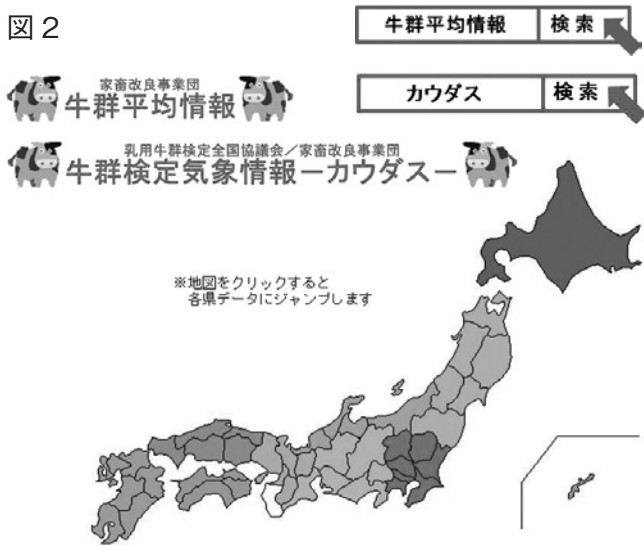 図2
牛群平均情報 検索
カウダス 検索
家畜改良事業団
牛群平均情報
乳用牛群検定全国協議会／家畜改良事業団
牛群検定気象情報－カウダス－
※地図をクリックすると
各県データにジャンプします